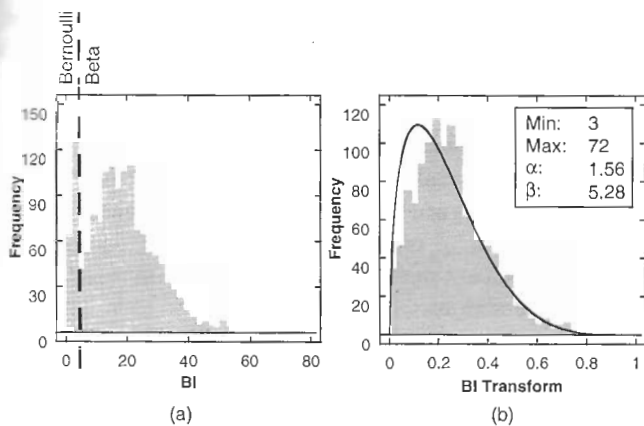 Bernoulli
Beta
150
120
90
60
30
0
Frequency
0 20 40 60 80
BI
(a)
120
100
80
60
40
20
0
Frequency
Min: 3
Max: 72
α: 1.56
β: 5.28
0 0.2 0.4 0.6 0.8 1
BI Transform
(b)